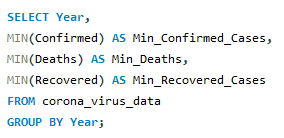 SELECT Year,
MIN(Confirmed) AS Min_Confirmed_Cases,
MIN(Deaths) AS Min_Deaths,
MIN(Recovered) AS Min_Recovered_Cases
FROM corona_virus_data
GROUP BY Year;